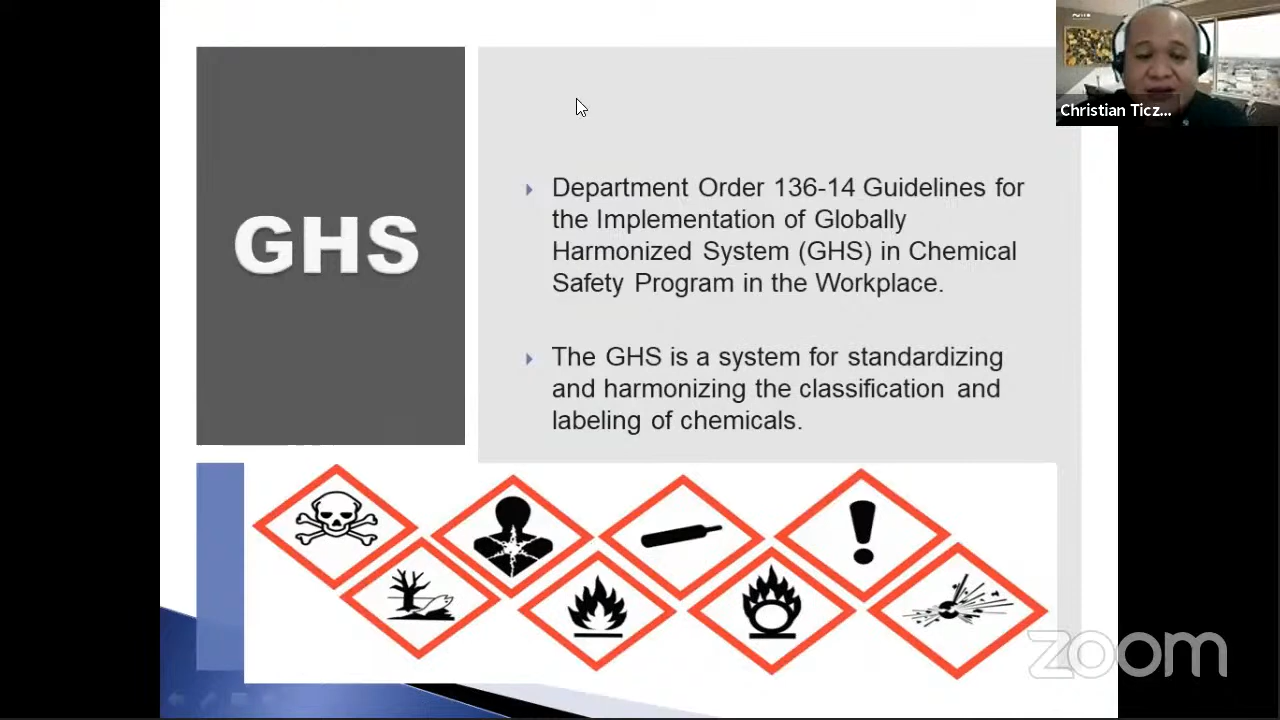 Christian Ticz...
GHS
Department Order 136-14 Guidelines for
the Implementation of Globally
Harmonized System (GHS) in Chemical
Safety Program in the Workplace.
The GHS is a system for standardizing
and harmonizing the classification and
labeling of chemicals.
zoom